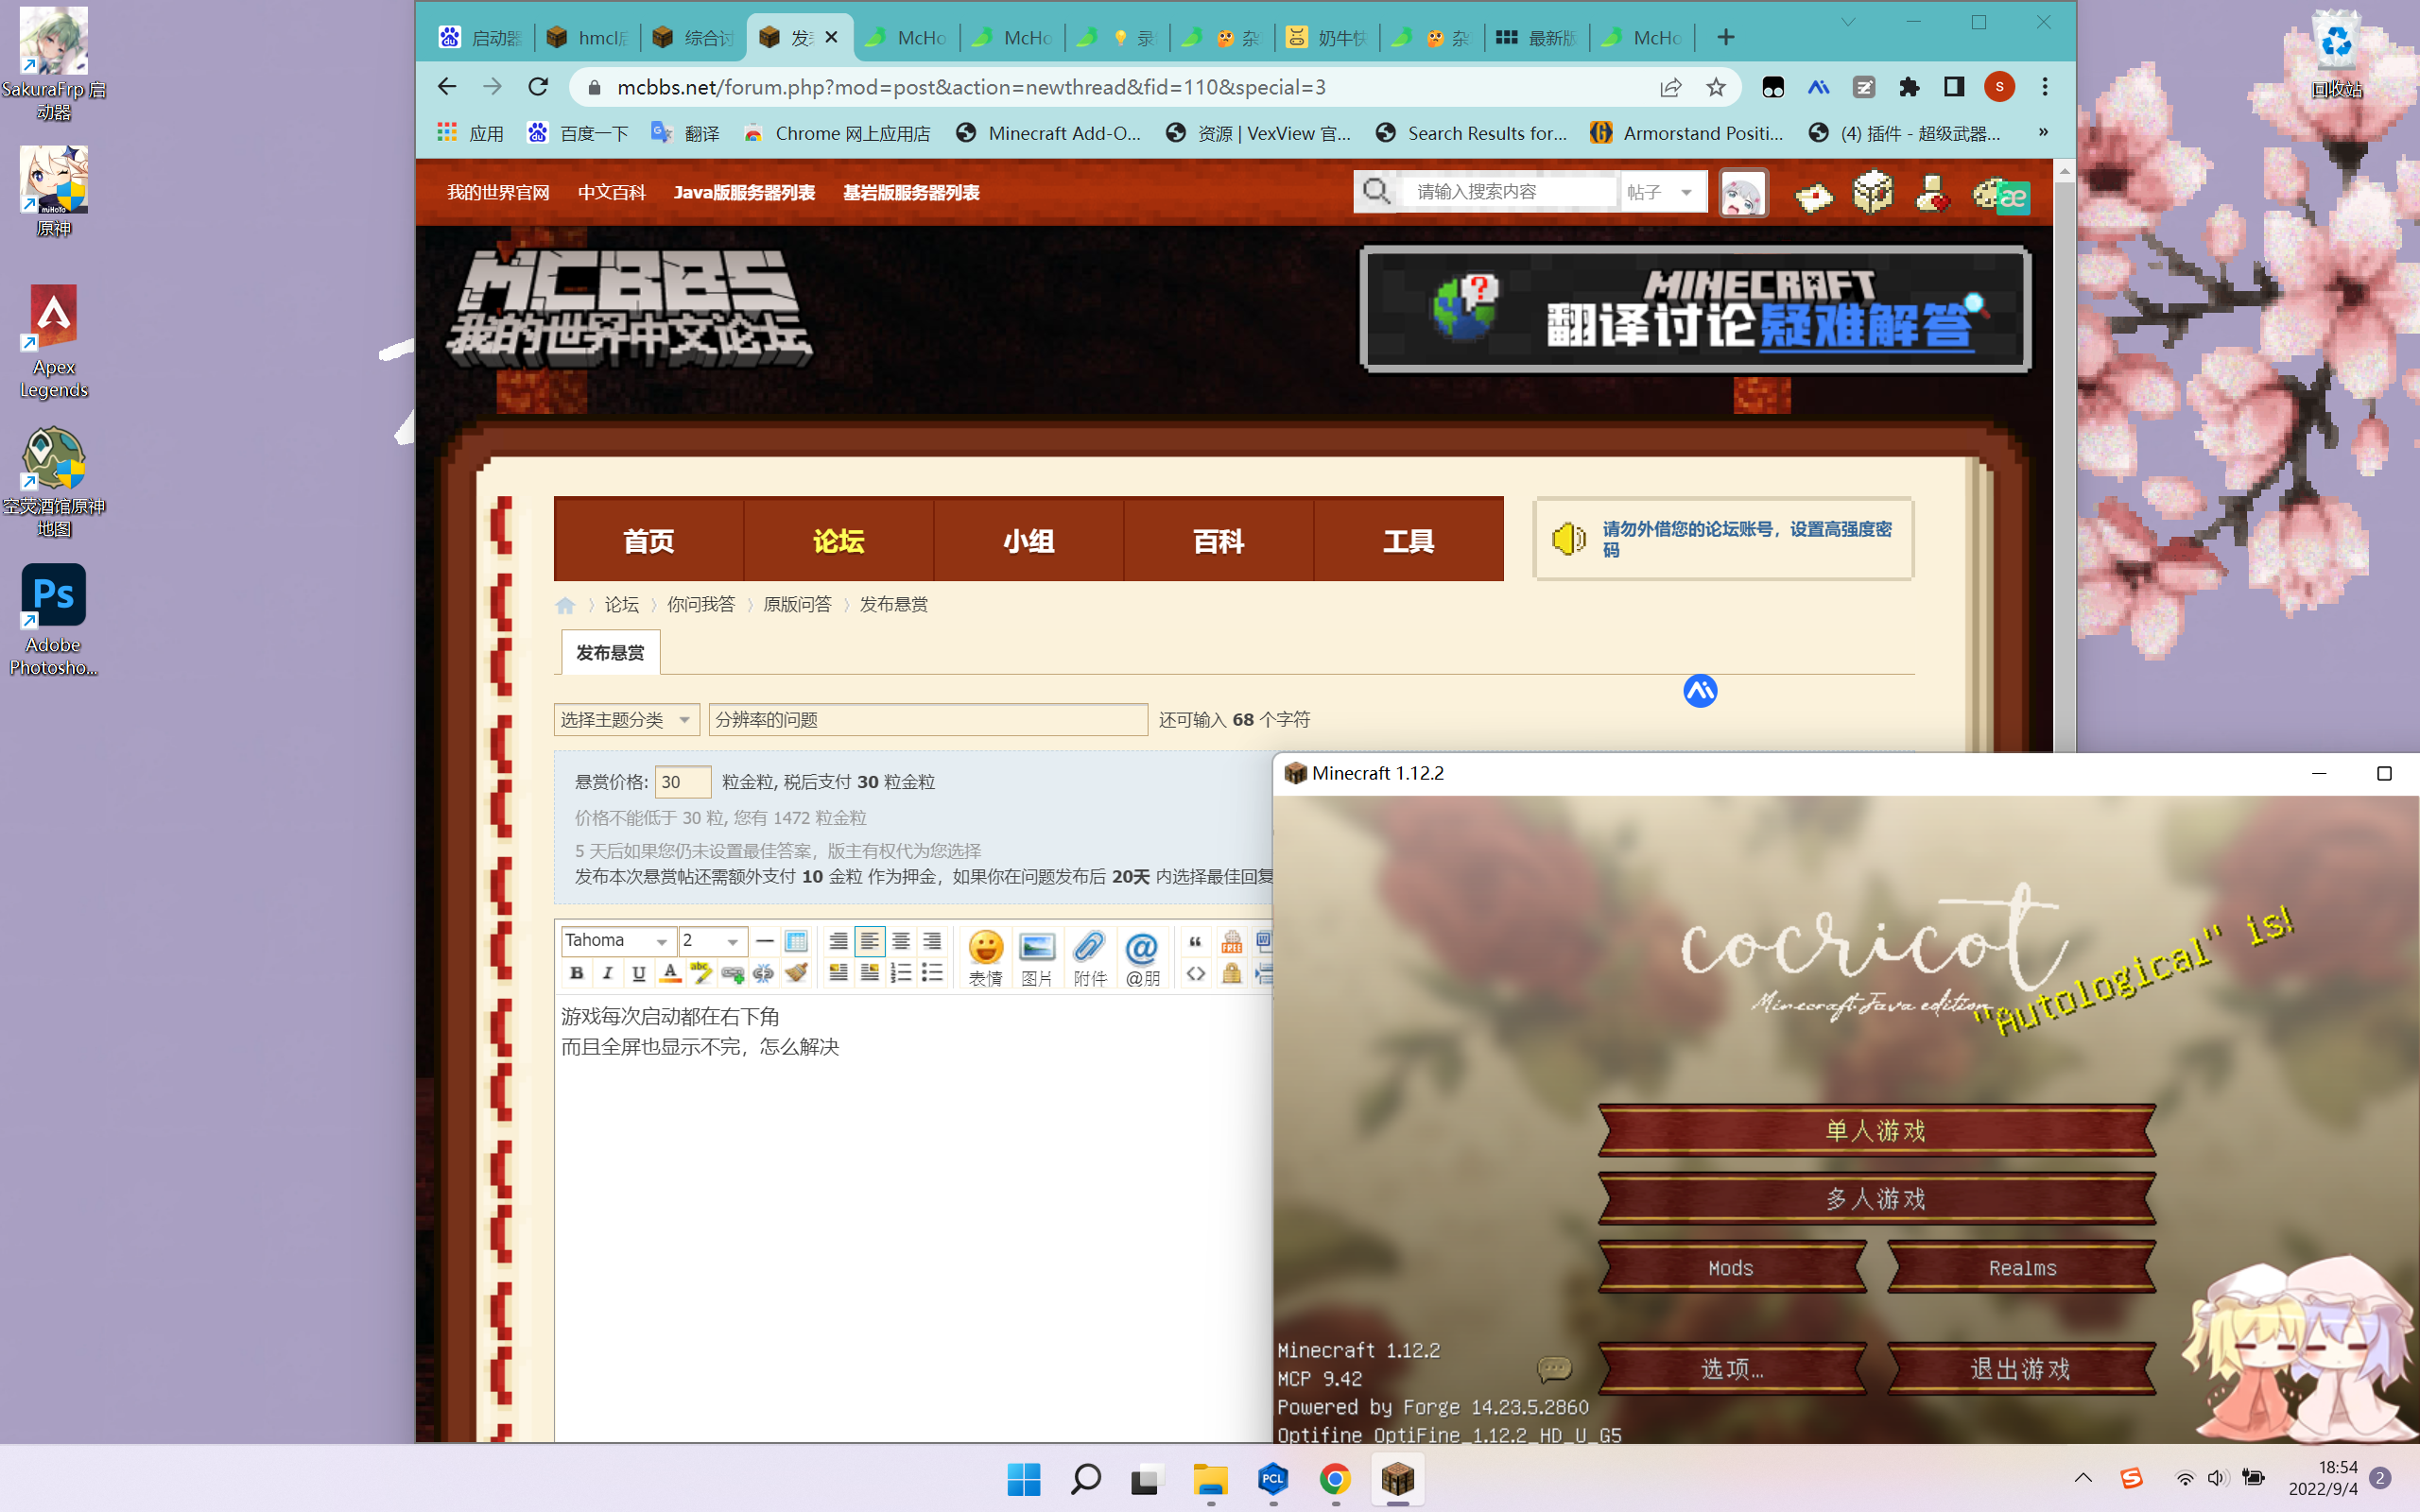 SakuraFrp 启
动器
原神
Apex
Legends
空荧酒馆原神
地图
Adobe
Photosho...
回收站
启动器
hmcl启
综合讨
发
McHo
McHo
录
杂
奶牛快
杂
最新版
McHo
mcbbs.net/forum.php?mod=post&action=newthread&fid=110&special=3
S
应用
百度一下
翻译
Chrome 网上应用店
Minecraft Add-O...
资源 | VexView 官...
Search Results for...
Armorstand Positi...
(4) 插件 - 超级武器...
»
我的世界官网
中文百科
Java版服务器列表
基岩版服务器列表
请输入搜索内容
帖子
æ
MCBBS
我的世界中文论坛
MINECRAFT
翻译讨论疑难解答
首页
论坛
小组
百科
工具
请勿外借您的论坛账号，设置高强度密
码
论坛
你问我答
原版问答
发布悬赏
发布悬赏
选择主题分类
分辨率的问题
还可输入 68 个字符
悬赏价格: 30 粒金粒, 税后支付 30 粒金粒
价格不能低于 30 粒, 您有 1472 粒金粒
5 天后如果您仍未设置最佳答案，版主有权代为您选择
发布本次悬赏帖还需额外支付 10 金粒 作为押金，如果你在问题发布后 20天 内选择最佳回复
Tahoma
2
B I U A abc
表情
图片
附件
@朋
FREE
游戏每次启动都在右下角
而且全屏也显示不完，怎么解决
Minecraft 1.12.2
cocricot
Minecraft Java edition
"Autological" is!
单人游戏
多人游戏
Mods
Realms
选项...
退出游戏
Minecraft 1.12.2
MCP 9.42
Powered by Forge 14.23.5.2860
Optifine OptiFine_1.12.2_HD_U_G5
PCL
18:54
2022/9/4
2